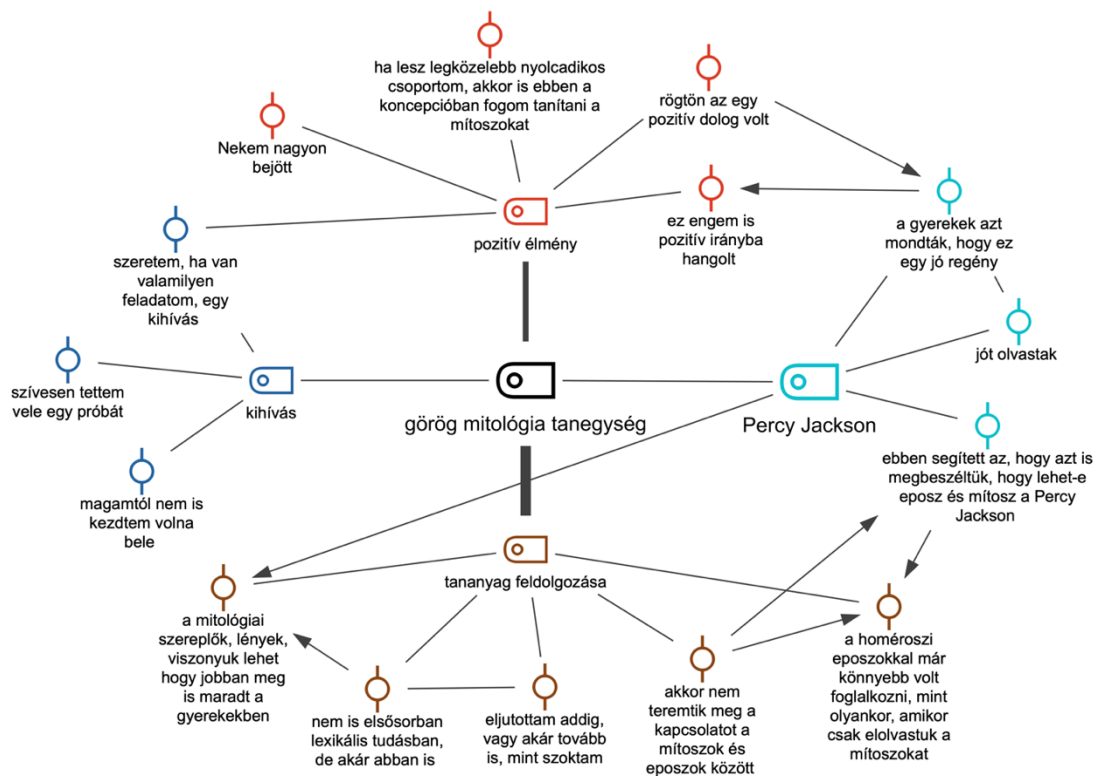 ha lesz legközelebb nyolcadikos
csoportom, akkor is ebben a
koncepcióban fogom tanítani a
mítoszokat
rögtön az egy
pozitív dolog volt
Nekem nagyon
bejött
pozitív élmény
ez engem is
pozitív irányba
hangolt
a gyerekek azt
mondták, hogy ez
egy jó regény
szeretem, ha van
valamilyen
feladatom, egy
kihívás
jót olvastak
szívesen tettem
vele egy próbát
kihívás
görög mitológia tanegység
Percy Jackson
ebben segített az, hogy azt is
megbeszéltük, hogy lehet-e
eposz és mítosz a Percy
Jackson
magamtól nem is
kezdtem volna
bele
tananyag feldolgozása
a mitológiai
szereplők, lények,
viszonyuk lehet
hogy jobban meg
is maradt a
gyerekekben
nem is elsősorban
lexikális tudásban,
de akár abban is
eljutottam addig,
vagy akár tovább
is, mint szoktam
akkor nem
teremtik meg a
kapcsolatot a
mítoszok és
eposzok között
a homéroszi
eposzokkal már
könnyebb volt
foglalkozni, mint
olyankor, amikor
csak elolvastuk a
mítoszokat